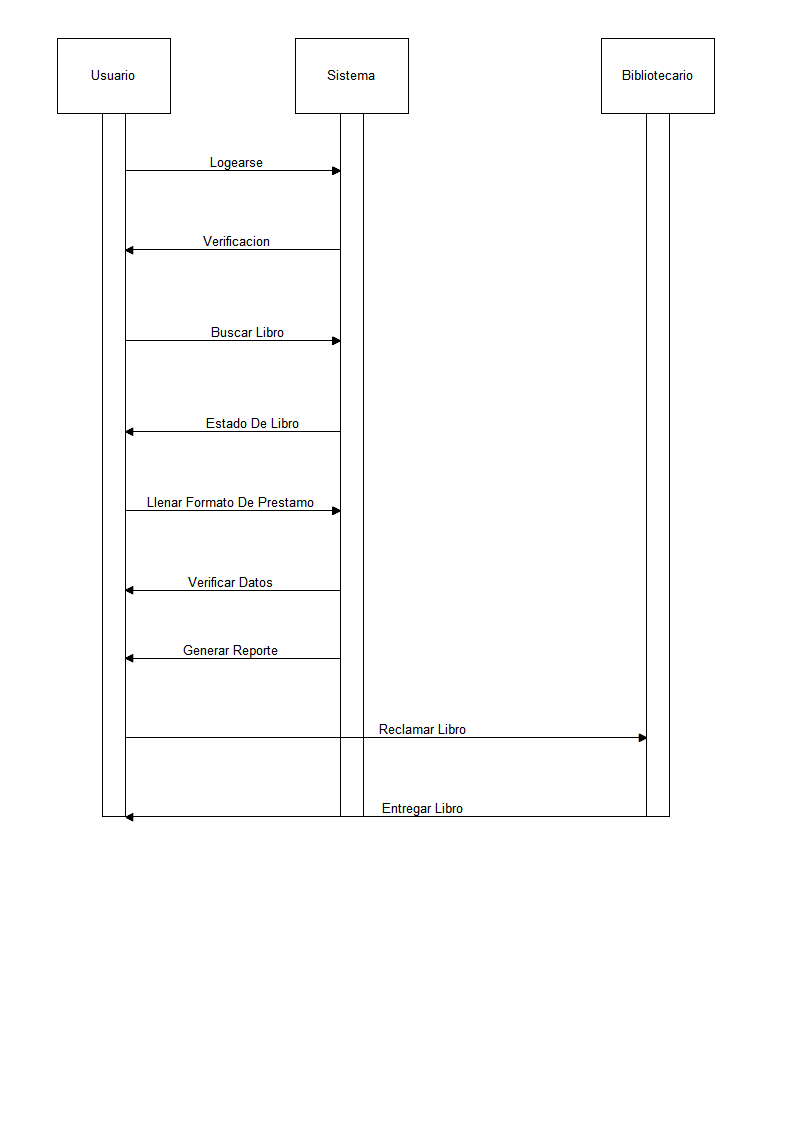 Usuario
Sistema
Bibliotecario
Logearse
Verificacion
Buscar Libro
Estado De Libro
Llenar Formato De Prestamo
Verificar Datos
Generar Reporte
Reclamar Libro
Entregar Libro